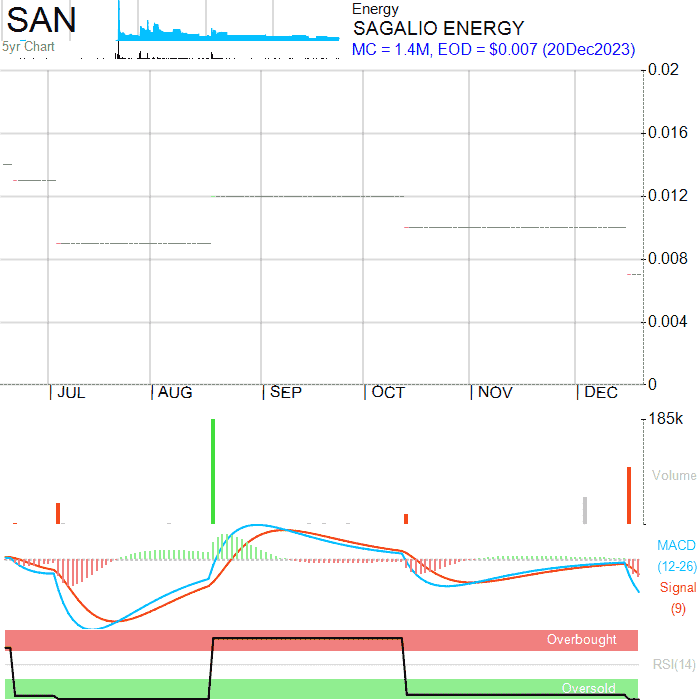 SAN
5yr Chart
Energy
SAGALIO ENERGY
MC = 1.4M, EOD = $0.007 (20Dec2023)
0.02
0.016
0.012
0.008
0.004
0
JUL AUG SEP OCT NOV DEC
185k
Volume
MACD
(12-26)
Signal
(9)
Overbought
RSI(14)
Oversold